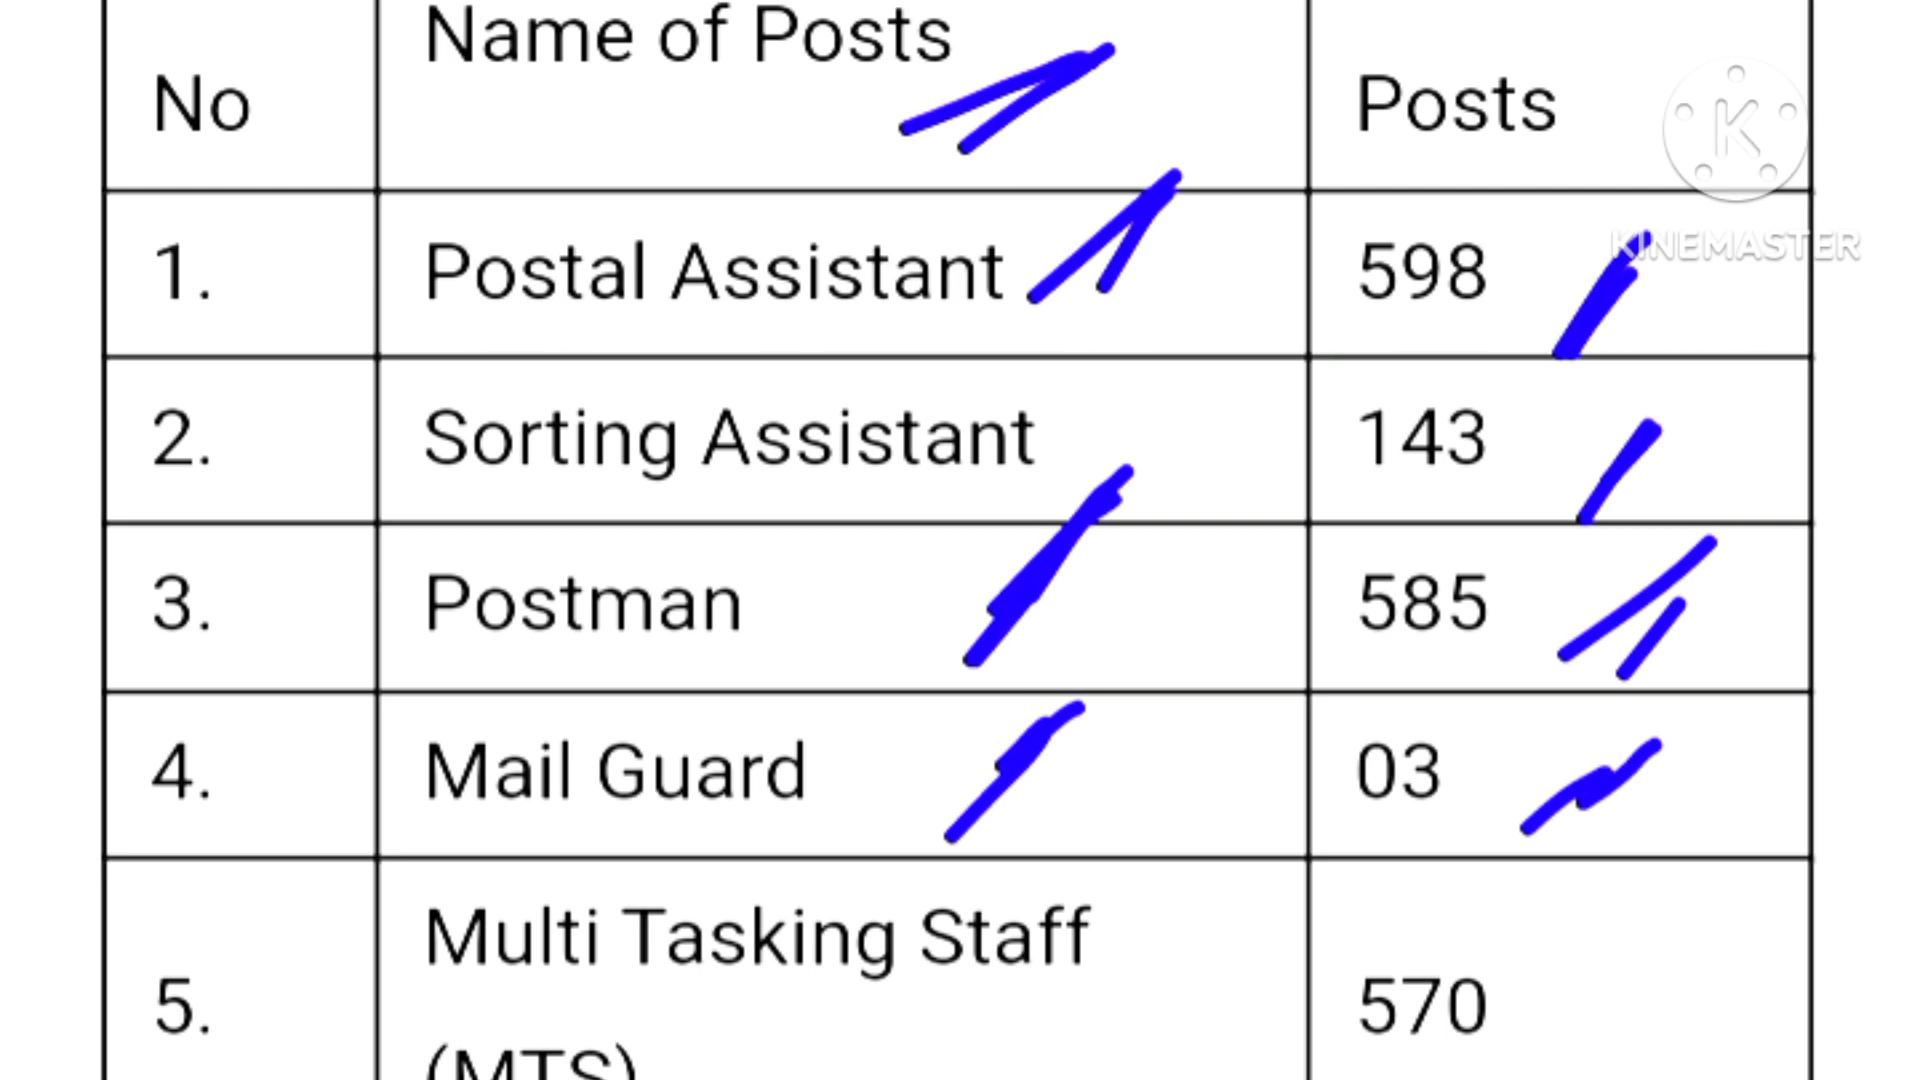 No Name of Posts Posts
1. Postal Assistant 598
2. Sorting Assistant 143
3. Postman 585
4. Mail Guard 03
5. Multi Tasking Staff 570
(MTS)
K
KINEMASTER